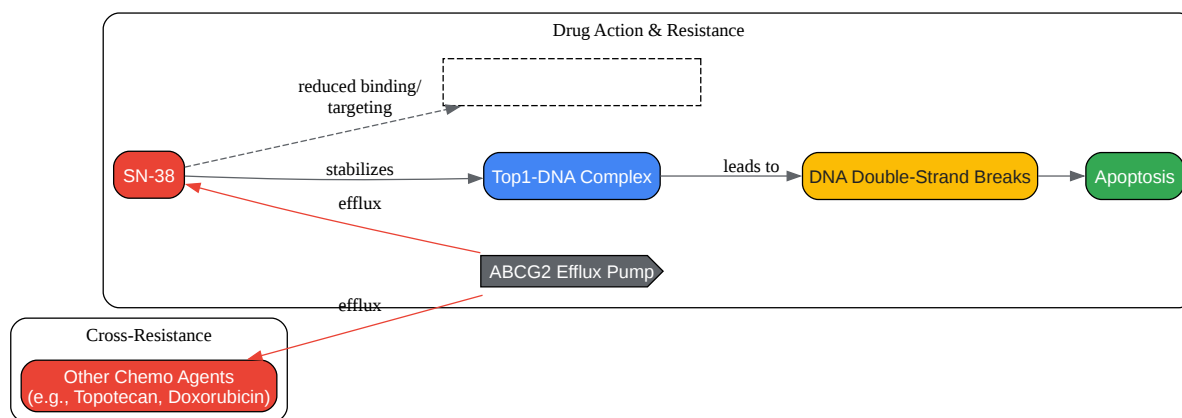 Drug Action & Resistance
reduced binding/
targeting
SN-38
stabilizes
Top1-DNA Complex
leads to
DNA Double-Strand Breaks
Apoptosis
efflux
ABCG2 Efflux Pump
efflux
Cross-Resistance
Other Chemo Agents
(e.g., Topotecan, Doxorubicin)